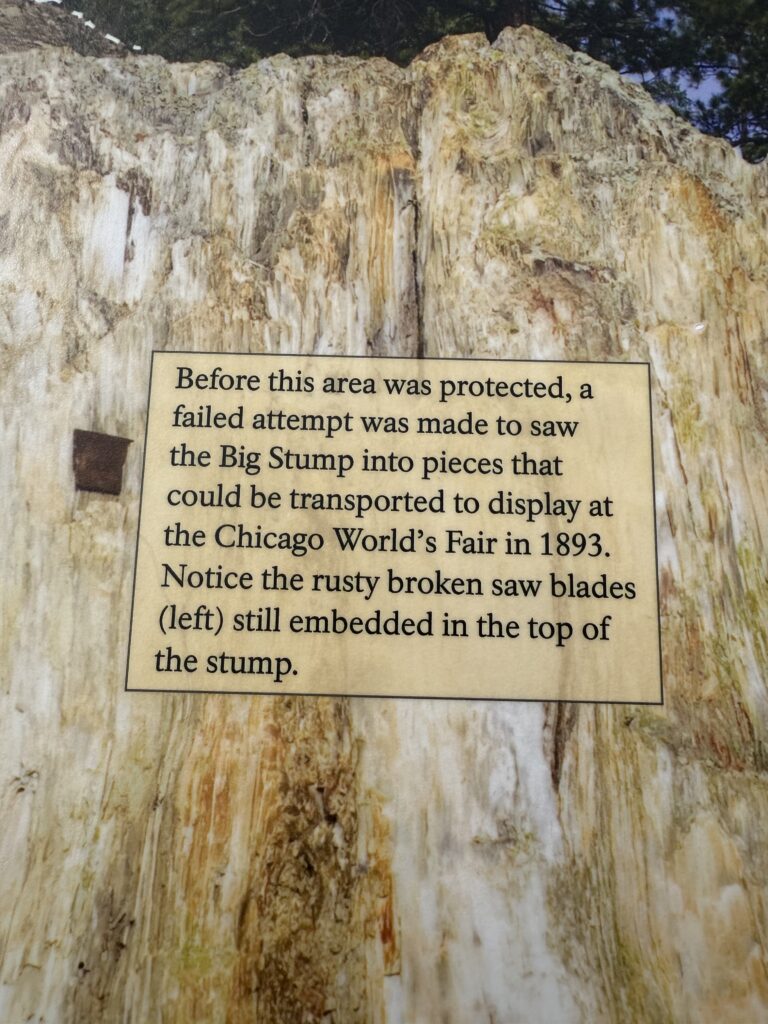 Before this area was protected, a
failed attempt was made to saw
the Big Stump into pieces that
could be transported to display at
the Chicago World’s Fair in 1893.
Notice the rusty broken saw blades
(left) still embedded in the top of
the stump.